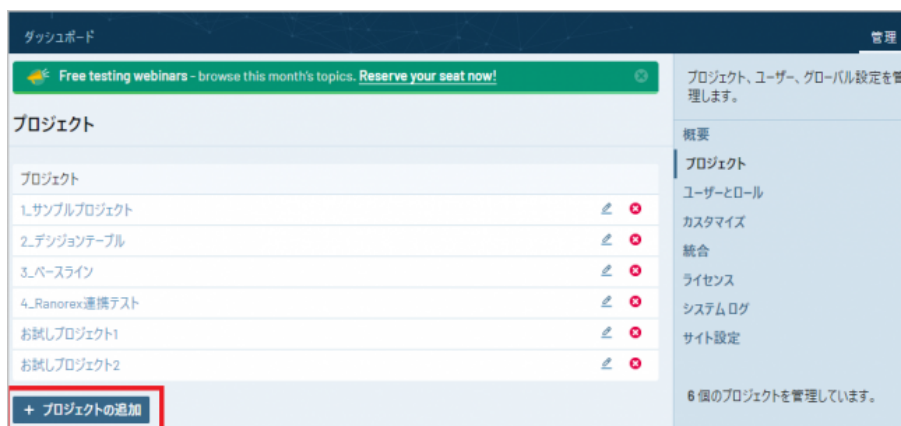 ダッシュボード
管理
Free testing webinars - browse this month's topics. Reserve your seat now!
プロジェクト
プロジェクト
1_サンプルプロジェクト
2_デシジョンテーブル
3_ベースライン
4_Ranorex連携テスト
お試しプロジェクト1
お試しプロジェクト2
+ プロジェクトの追加
プロジェクト、ユーザー、グローバル設定を管
理します。
概要
プロジェクト
ユーザーとロール
カスタマイズ
統合
ライセンス
システムログ
サイト設定
6 個のプロジェクトを管理しています。